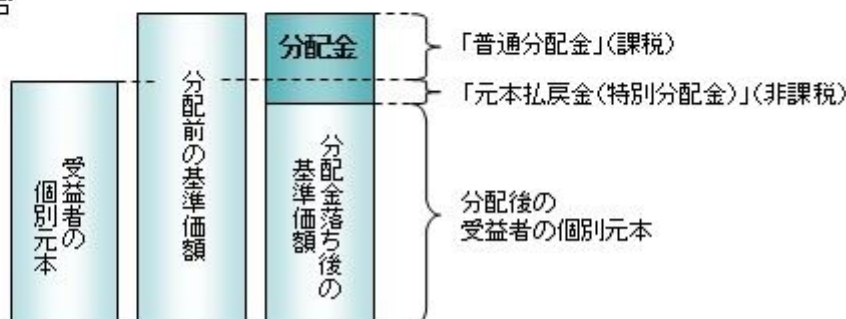 受益者の
個別元本
分配前の基準価額
分配金
分配金落ち後の
基準価額
「普通分配金」(課税)
「元本払戻金(特別分配金)」(非課税)
分配後の
受益者の個別元本